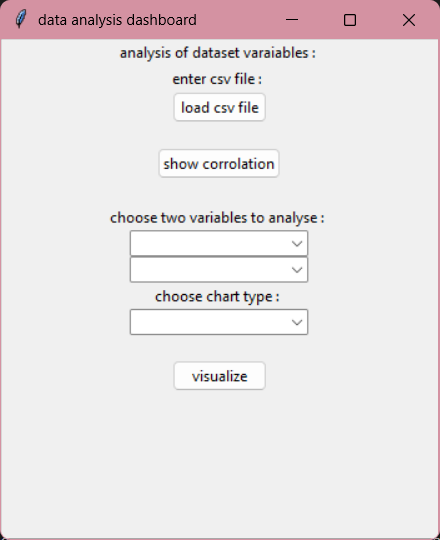 data analysis dashboard
analysis of dataset varaiables :
enter csv file :
load csv file
show corrolation
choose two variables to analyse :
choose chart type :
visualize